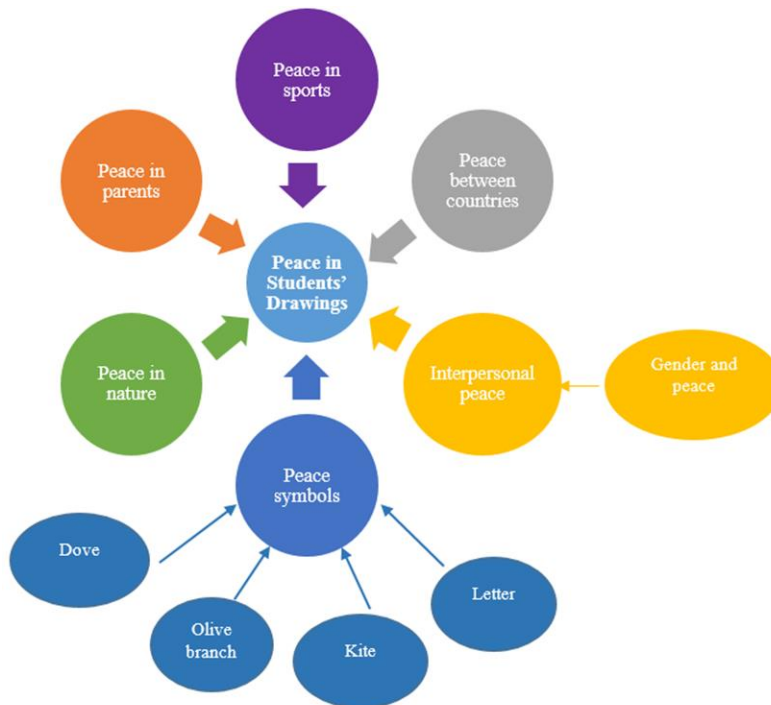 Peace in
sports
Peace in
parents
Peace
between
countries
Peace in
Students’
Drawings
Peace in
nature
Interpersonal
peace
Gender and
peace
Peace
symbols
Dove
Olive
branch
Kite
Letter